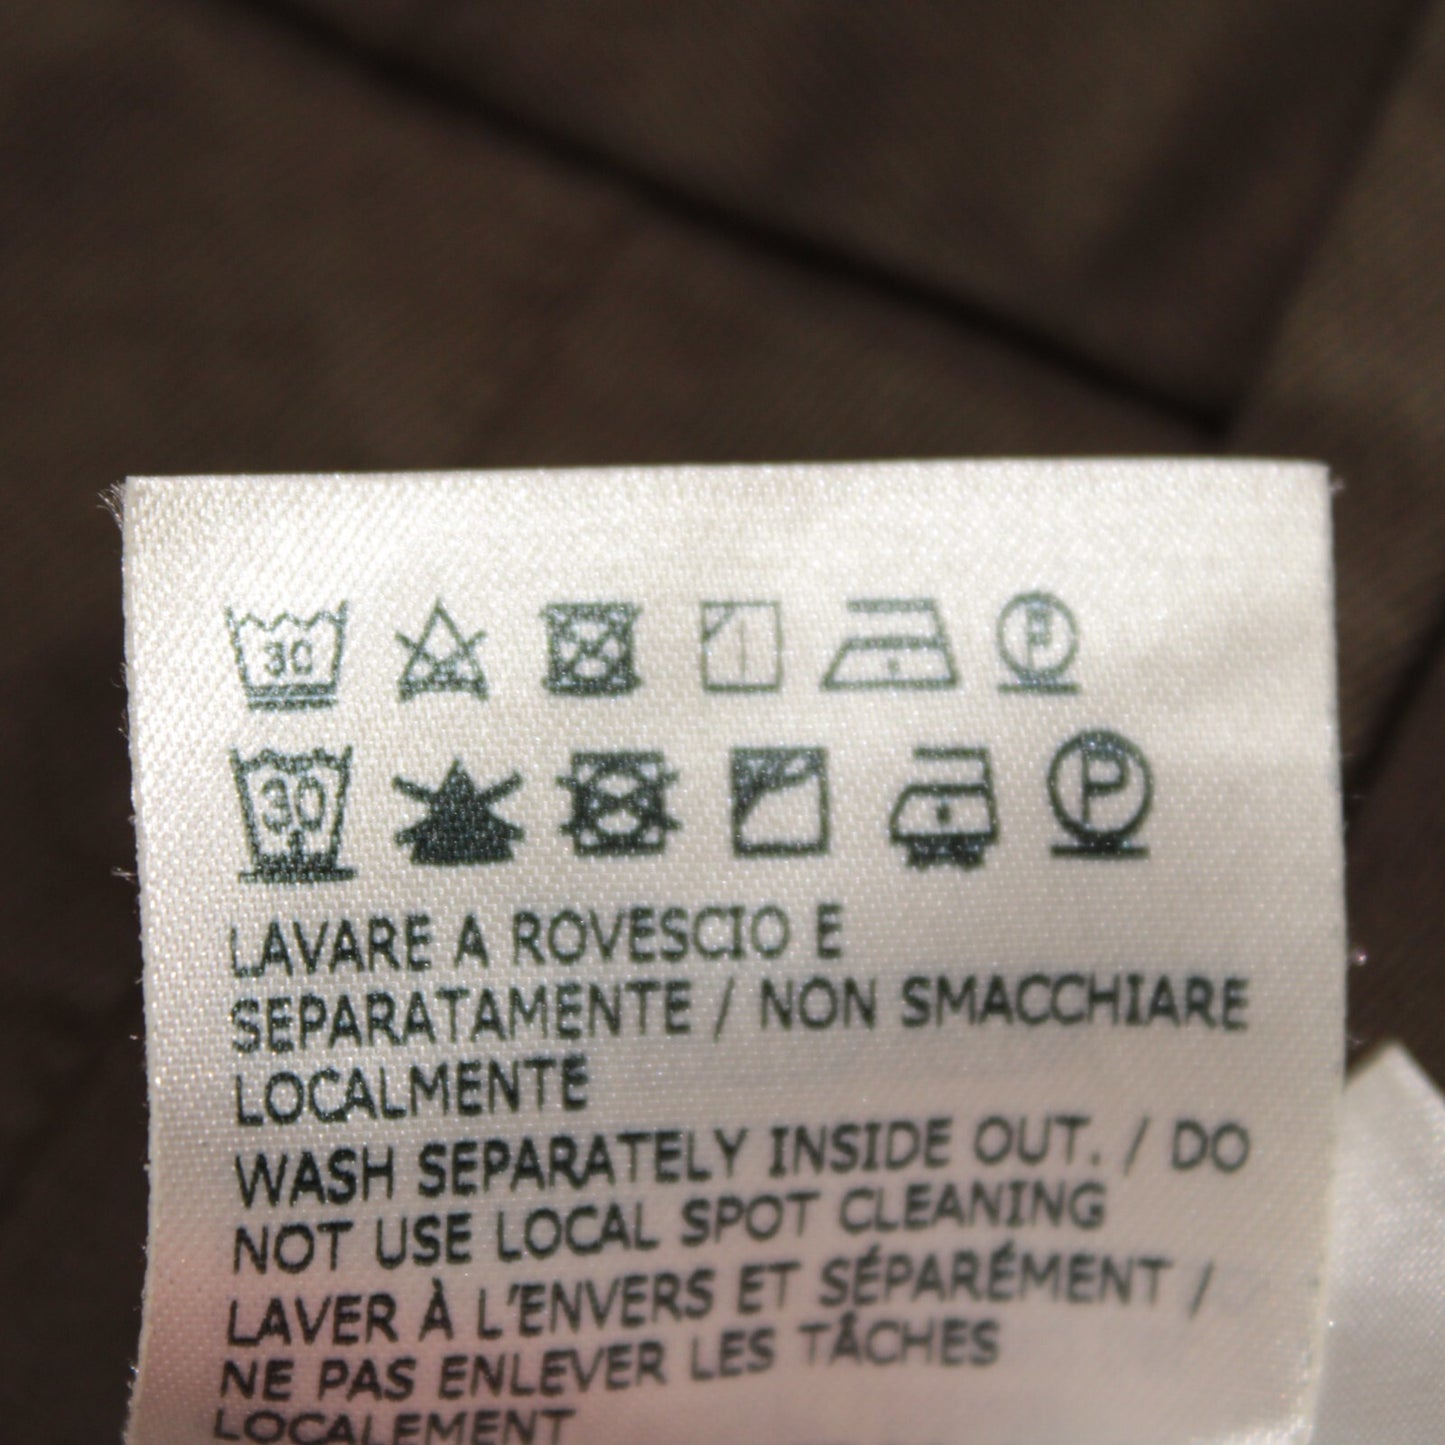 30 P
30 P
LAVARE A ROVESCIO E
SEPARATAMENTE / NON SMACCHIARE
LOCALMENTE
WASH SEPARATELY INSIDE OUT. / DO
NOT USE LOCAL SPOT CLEANING
LAVER À L'ENVERS ET SÉPARÉMENT /
NE PAS ENLEVER LES TÂCHES
LOCALEMENT